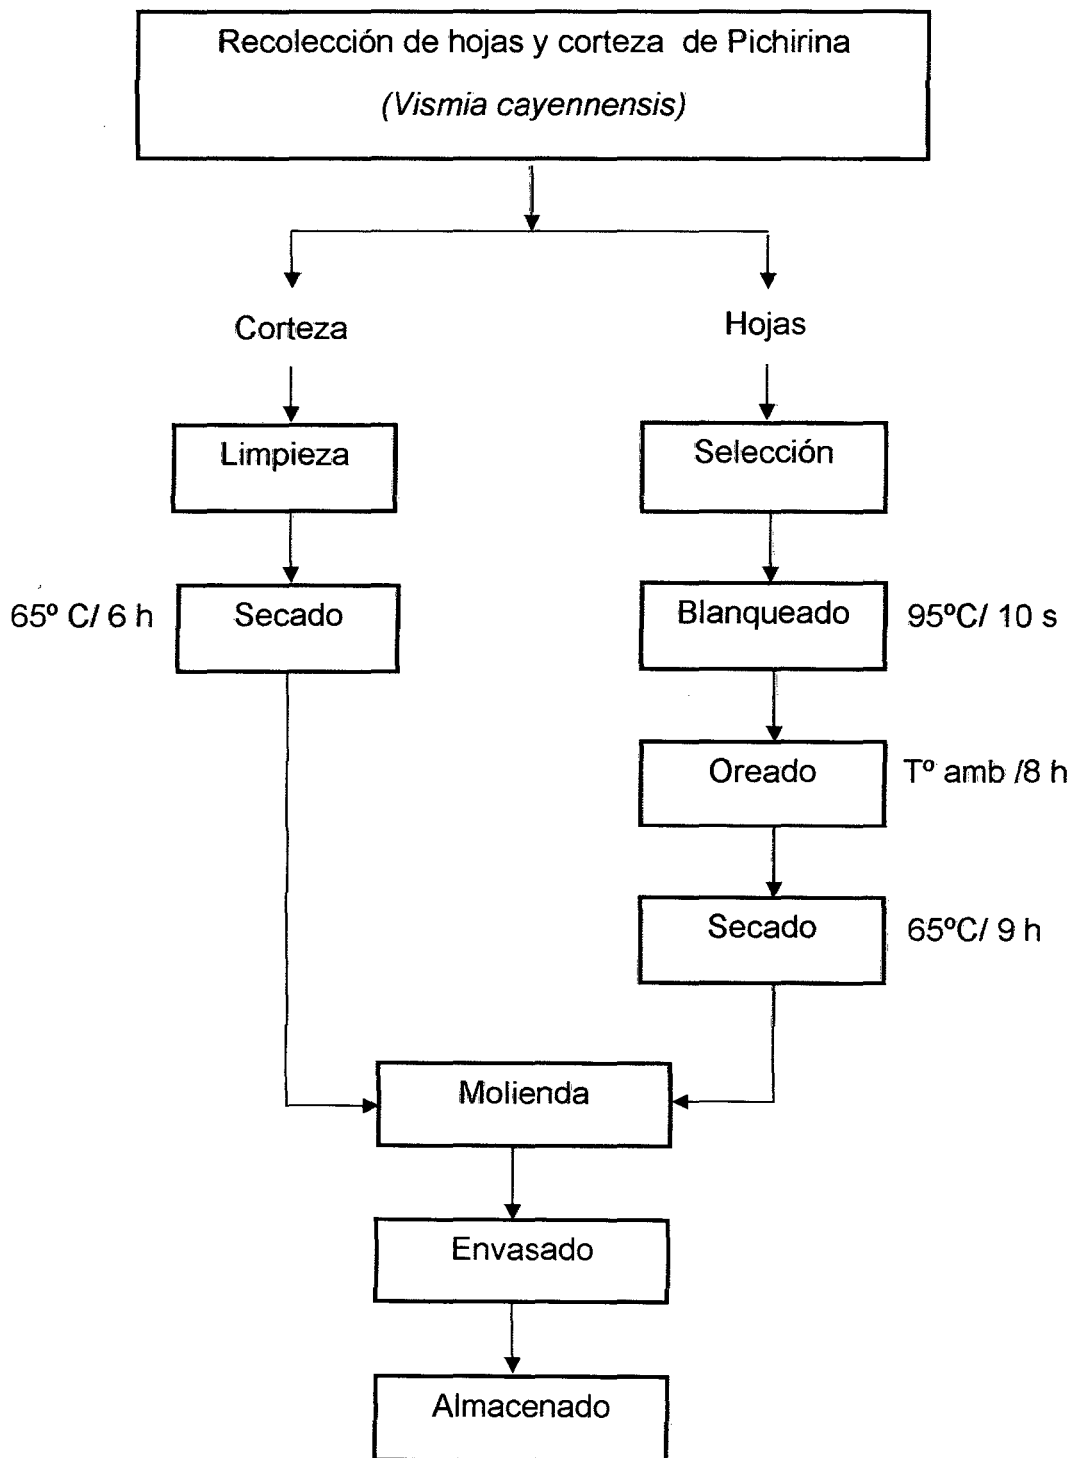 Recolección de hojas y corteza de Pichirina
(Vismia cayennensis)
Corteza
Hojas
Limpieza
Selección
65º C/ 6 h
Secado
Blanqueado
95ºC/ 10 s
Oreado
Tº amb /8 h
Secado
65ºC/ 9 h
Molienda
Envasado
Almacenado